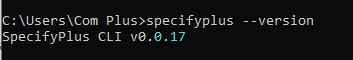 C:\Users\Com Plus>specifyplus --version
SpecifyPlus CLI v0.0.17